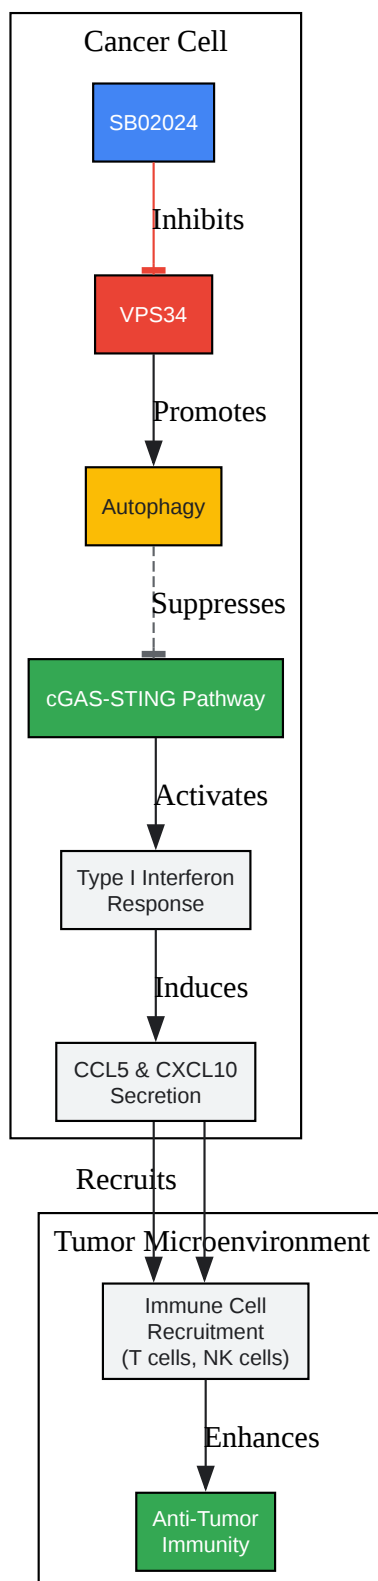 Cancer Cell
SB02024
Inhibits
VPS34
Promotes
Autophagy
Suppresses
cGAS-STING Pathway
Activates
Type I Interferon
Response
Induces
CCL5 & CXCL10
Secretion
Recruits
Tumor Microenvironment
Immune Cell
Recruitment
(T cells, NK cells)
Enhances
Anti-Tumor
Immunity